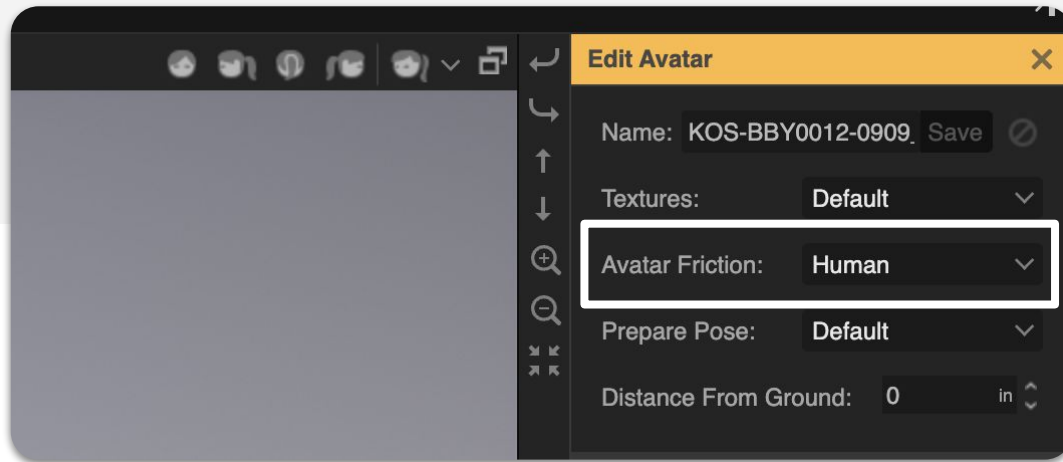 Edit Avatar
Name: KOS-BBY0012-0909_ Save
Textures: Default
Avatar Friction: Human
Prepare Pose: Default
Distance From Ground: 0 in